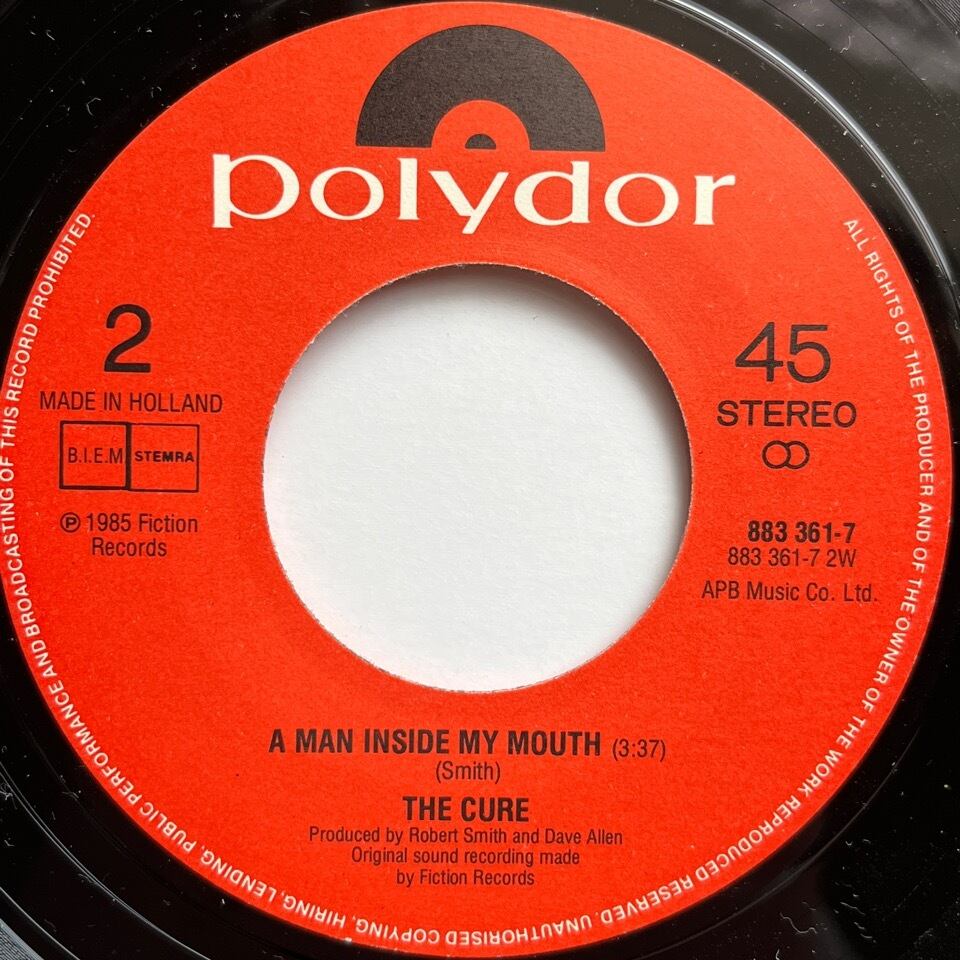 polydor
2
MADE IN HOLLAND
B.I.E.M STEMRA
℗ 1985 Fiction
Records
45
STEREO
883 361-7
883 361-7 2W
APB Music Co. Ltd.
A MAN INSIDE MY MOUTH (3:37)
(Smith)
THE CURE
Produced by Robert Smith and Dave Allen
Original sound recording made
by Fiction Records
ALL RIGHTS OF THE PRODUCER AND OF THE OWNER OF THE WORK REPRODUCED RESERVED. UNAUTHORISED COPYING, HIRING, LENDING, PUBLIC PERFORMANCE AND BROADCASTING OF THIS RECORD PROHIBITED.